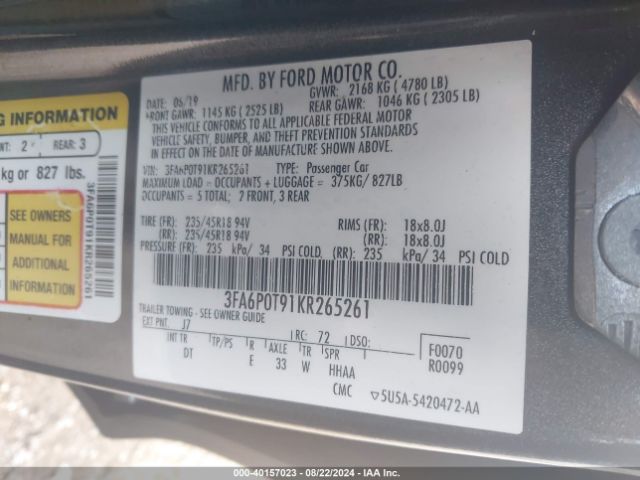 MFD. BY FORD MOTOR CO.
DATE: 06/19
GVWR: 2168 KG ( 4780 LB)
FRONT GAWR: 1145 KG ( 2525 LB)
REAR GAWR: 1046 KG ( 2305 LB)
THIS VEHICLE CONFORMS TO ALL APPLICABLE FEDERAL MOTOR
VEHICLE SAFETY, BUMPER, AND THEFT PREVENTION STANDARDS
IN EFFECT ON THE DATE OF MANUFACTURE SHOWN ABOVE.
VIN: 3FA6P0T91KR265261 TYPE: Passenger Car
MAXIMUM LOAD = OCCUPANTS + LUGGAGE = 375KG/ 827LB
OCCUPANTS = 5 TOTAL; 2 FRONT, 3 REAR
TIRE (FR): 235/45R18 94V RIMS (FR): 18x8.0J
(RR): 235/45R18 94V (RR): 18x8.0J
PRESSURE (FR): 235 kPa/ 34 PSI COLD (RR): 235 kPa/ 34 PSI COLD
3FA6P0T91KR265261
TRAILER TOWING - SEE OWNER GUIDE
EXT PNT: J7 RC: 72 DSO:
INT TR TP/PS R AXLE TR SPR
DT E 33 W HHAA
CMC
F0070
R0099
▽5U5A-5420472-AA
G INFORMATION
NT: 2 REAR: 3
kg or 827 lbs.
SEE OWNERS
MANUAL FOR
ADDITIONAL
INFORMATION
3FA6P0T91KR265261
000-40157023 - 08/22/2024 - IAA Inc.